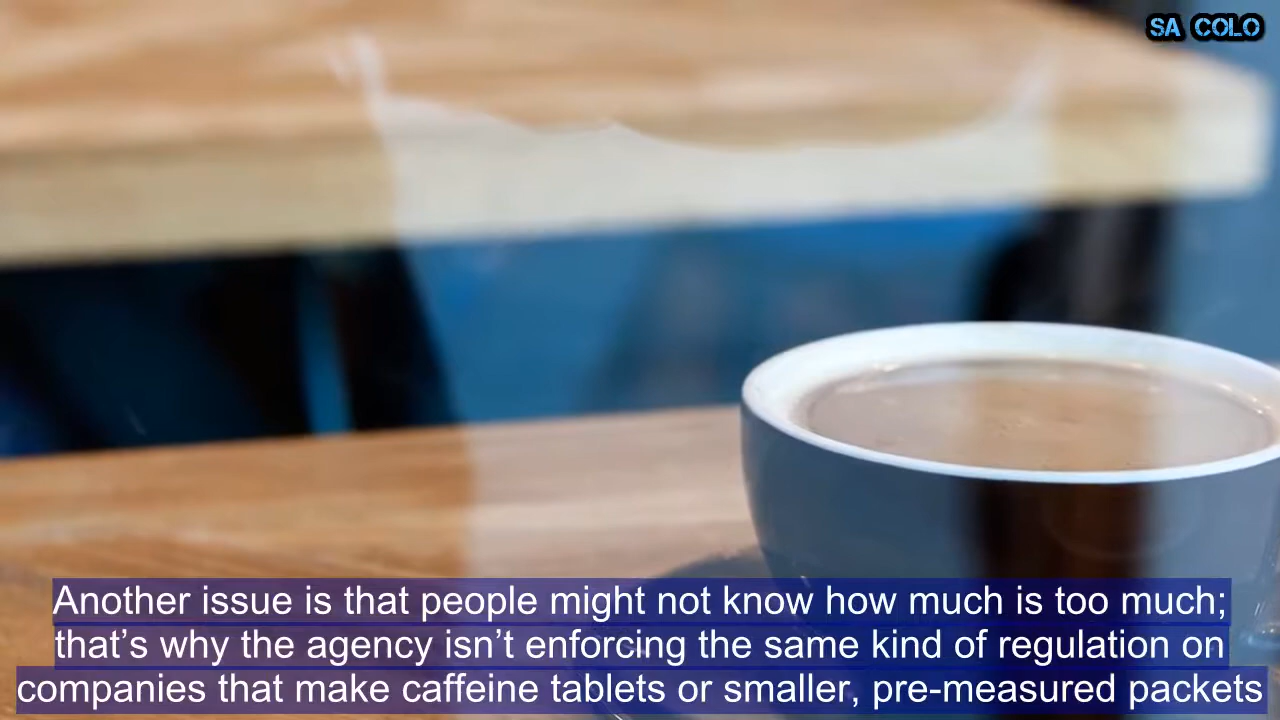 SA COLO
Another issue is that people might not know how much is too much;
that’s why the agency isn’t enforcing the same kind of regulation on
companies that make caffeine tablets or smaller, pre-measured packets